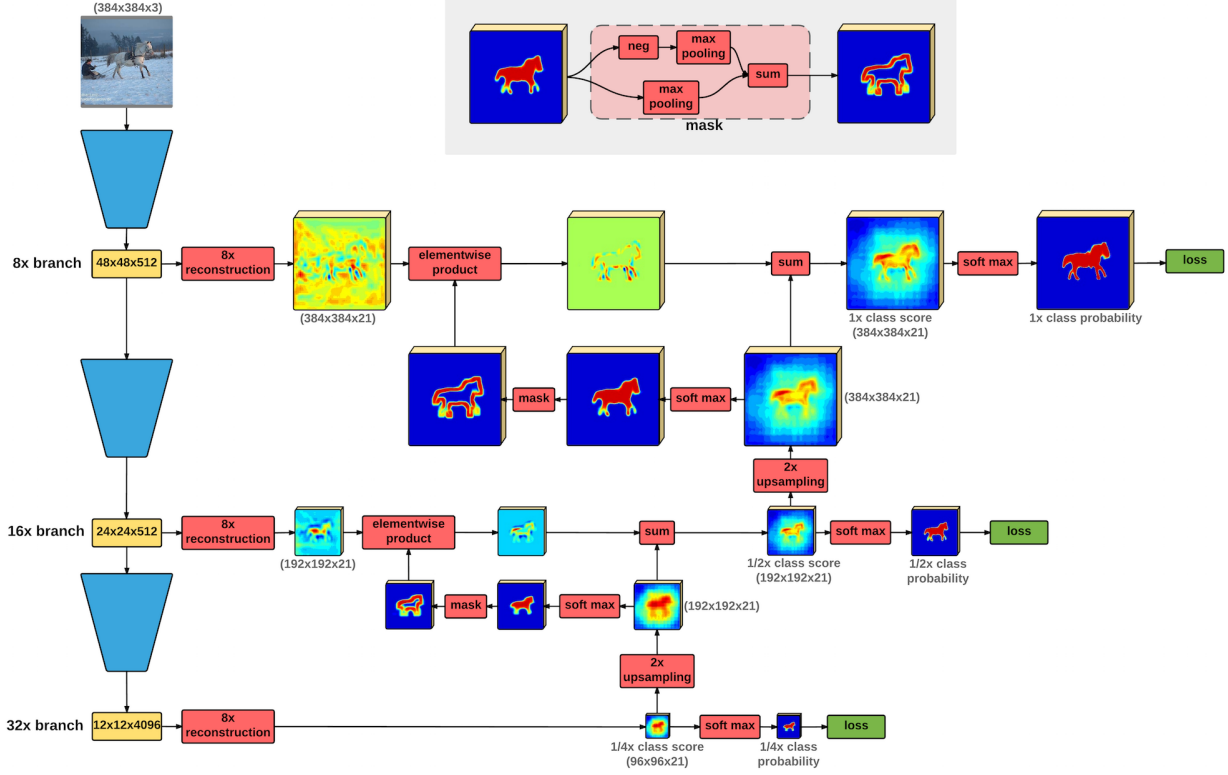 (384x384x3)
neg
max
pooling
max
pooling
sum
mask
8x branch
48x48x512
8x
reconstruction
(384x384x21)
elementwise
product
sum
1x class score
(384x384x21)
soft max
1x class probability
loss
mask
soft max
(384x384x21)
2x
upsampling
16x branch
24x24x512
8x
reconstruction
(192x192x21)
elementwise
product
sum
1/2x class score
(192x192x21)
soft max
1/2x class
probability
loss
mask
soft max
(192x192x21)
2x
upsampling
32x branch
12x12x4096
8x
reconstruction
1/4x class score
(96x96x21)
soft max
1/4x class
probability
loss